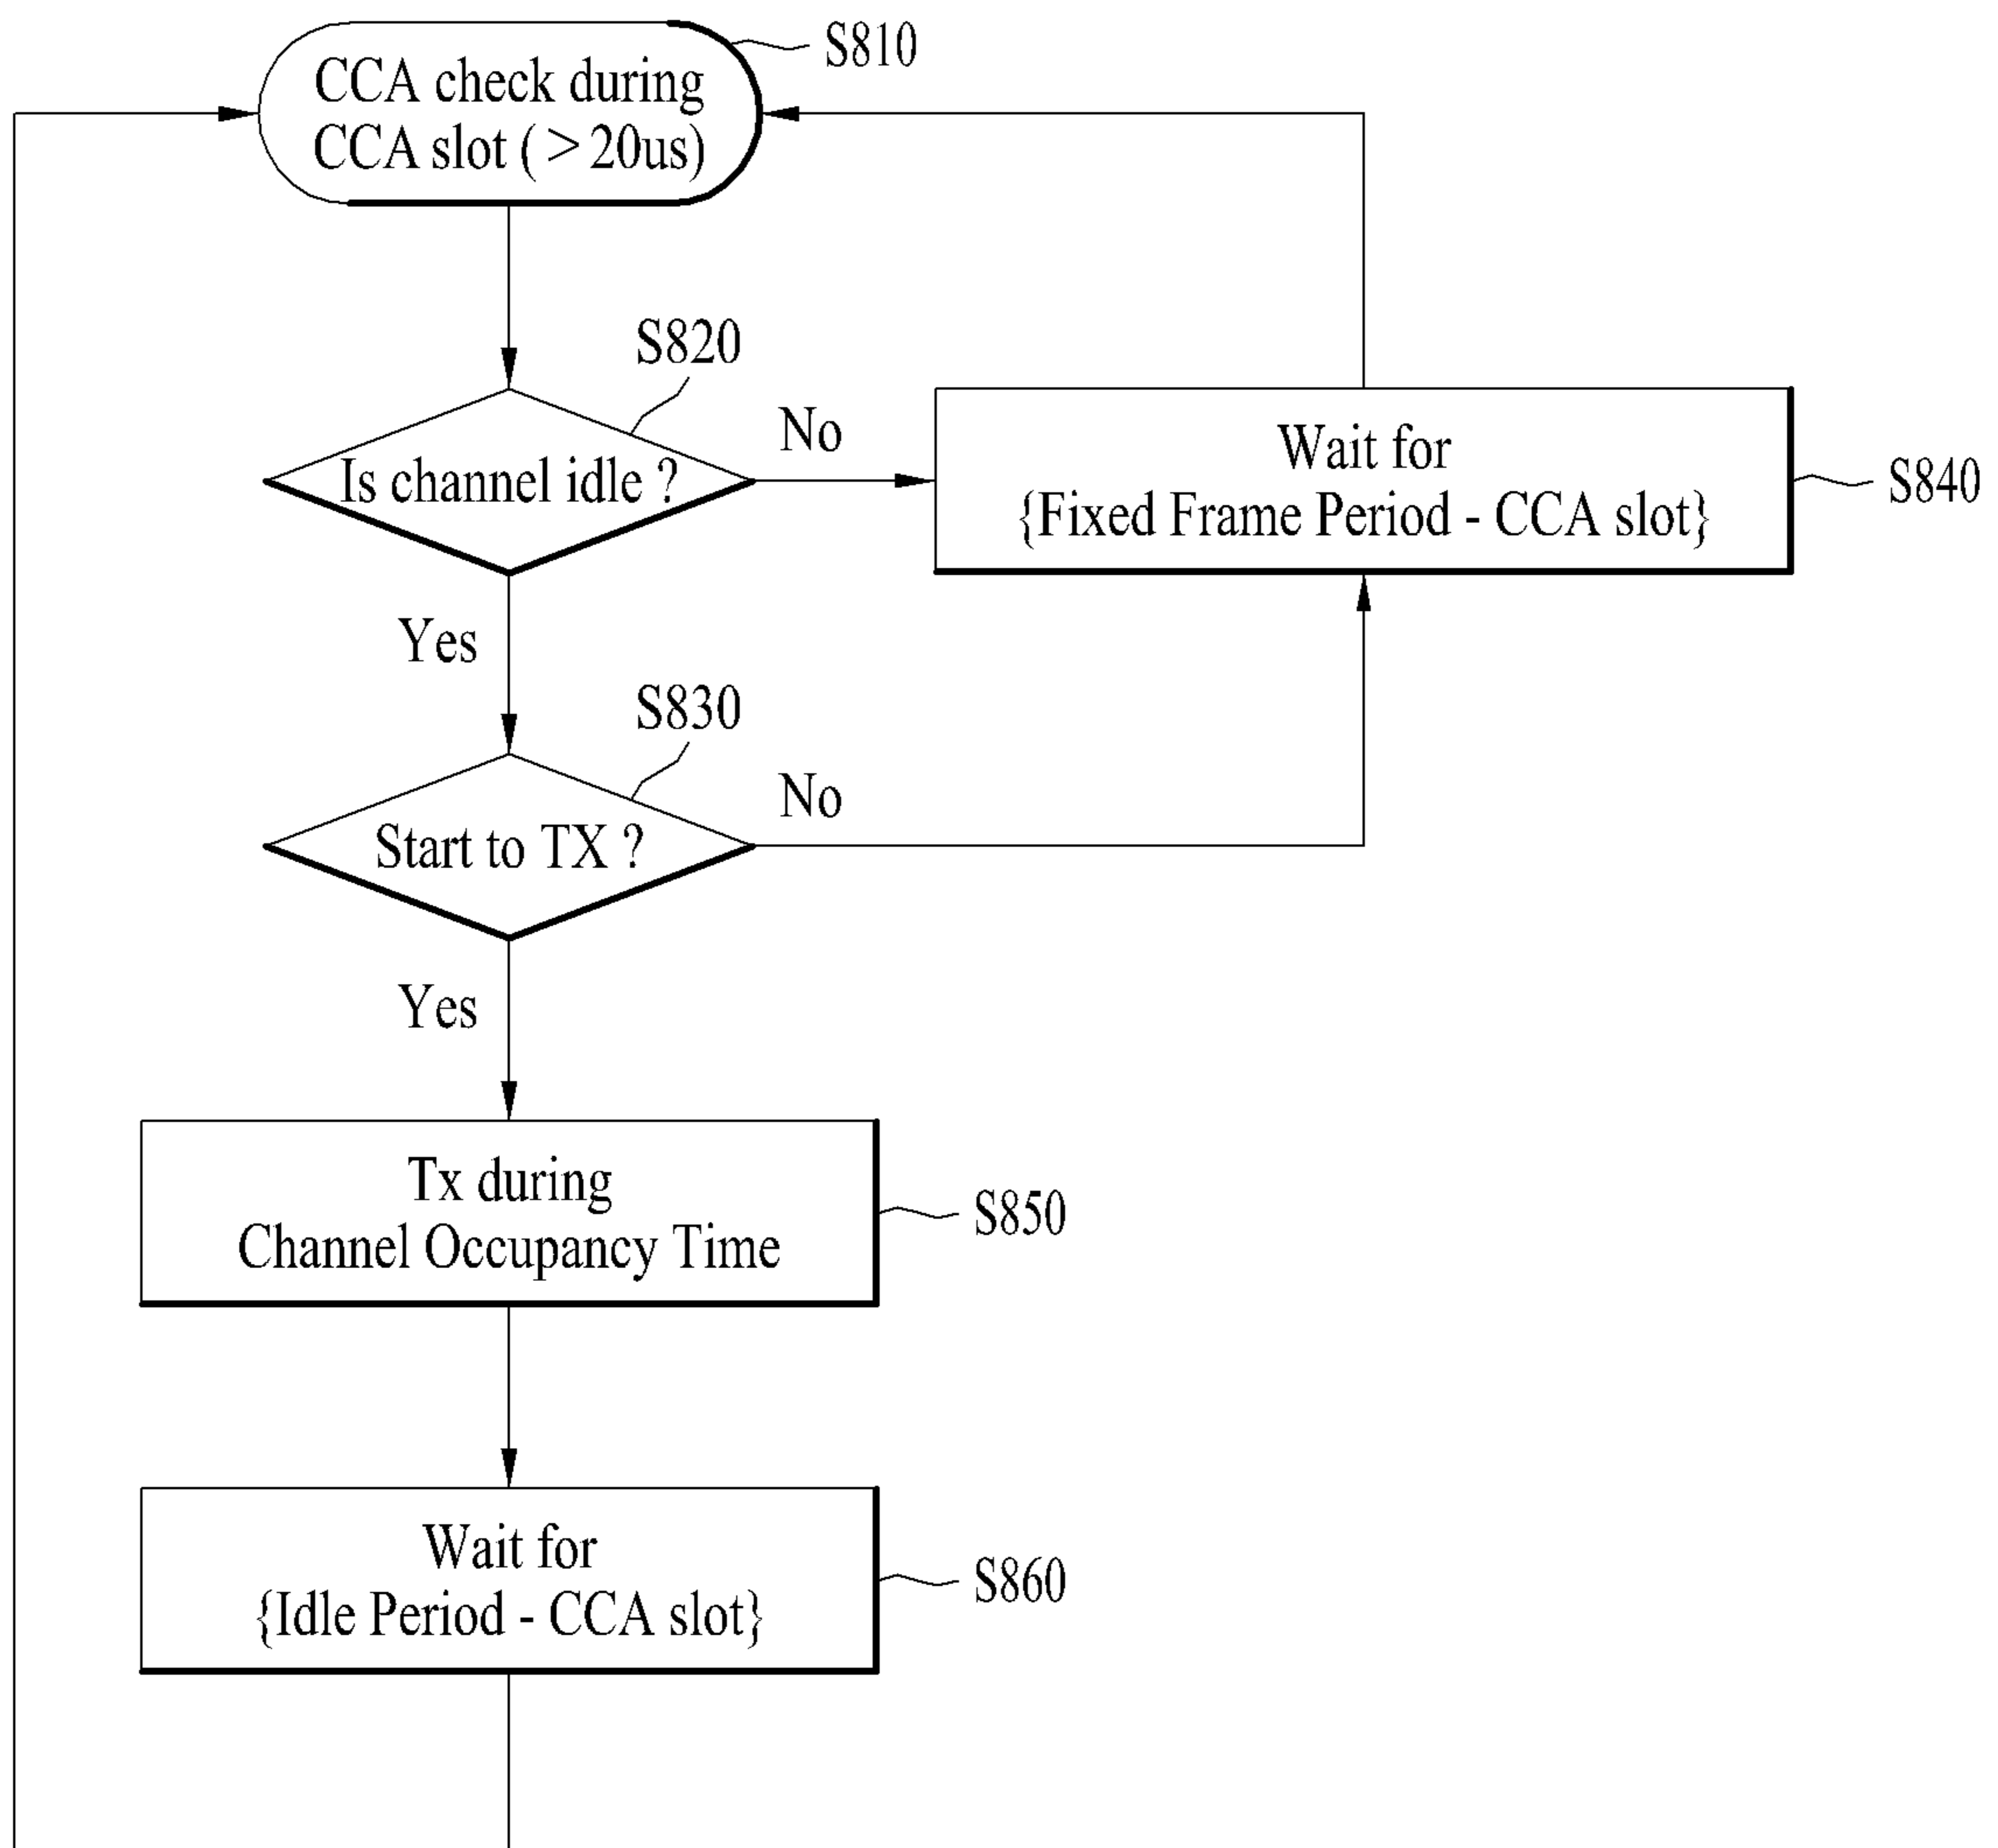 S810
CCA check during
CCA slot ( > 20us)
S820
Is channel idle ?
No
Wait for
{Fixed Frame Period - CCA slot}
S840
Yes
S830
Start to TX ?
No
Yes
Tx during
Channel Occupancy Time
S850
Wait for
{Idle Period - CCA slot}
S860